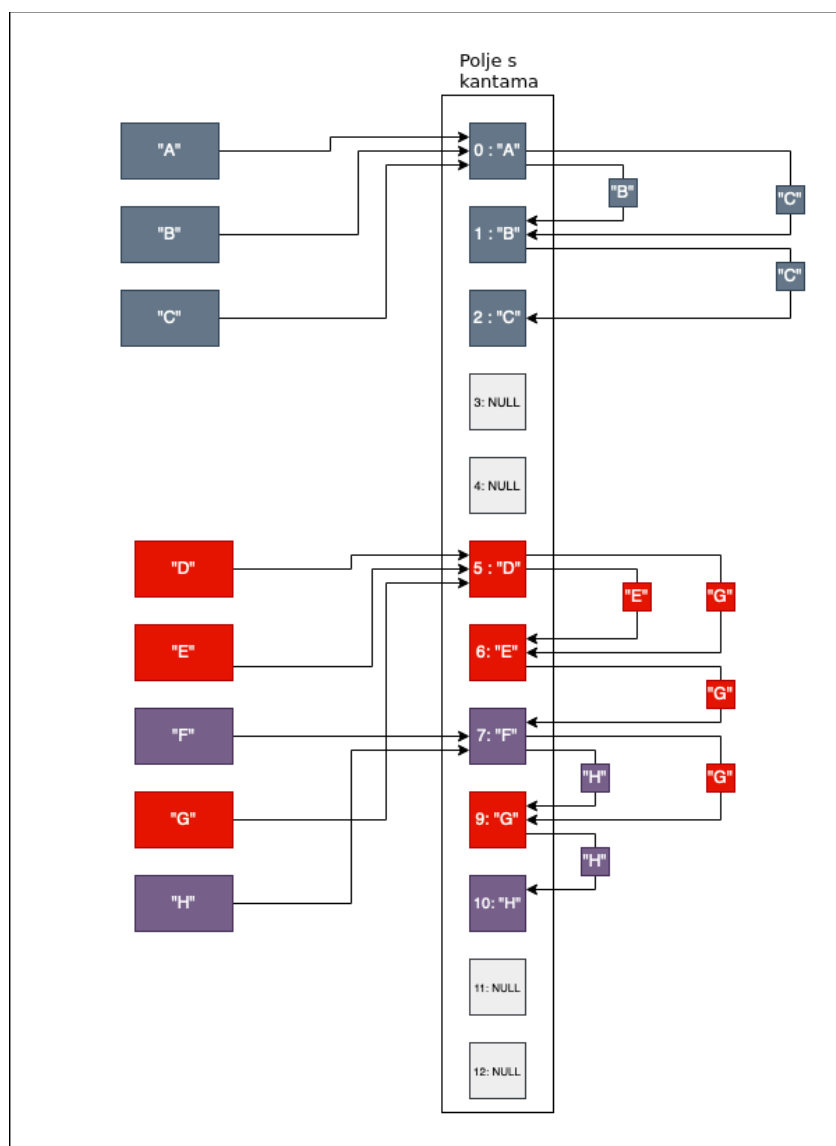 Polje s
kantama
"A"
0 : "A"
"B"
"C"
"B"
1 : "B"
"C"
"C"
2 : "C"
3: NULL
4: NULL
"D"
5 : "D"
"E"
"G"
"E"
6: "E"
"G"
"F"
7: "F"
"H"
"G"
"G"
9: "G"
"H"
"H"
10: "H"
11: NULL
12: NULL